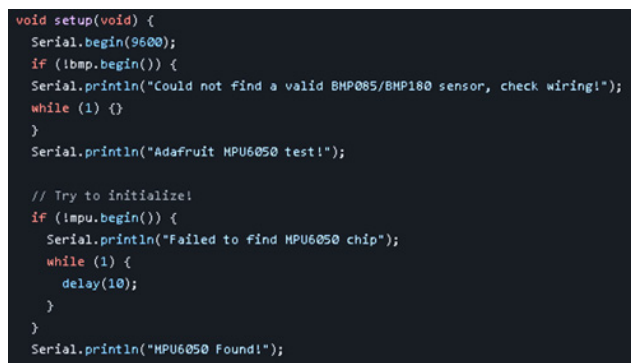 void setup(void) {
Serial.begin(9600);
if (!bmp.begin()) {
Serial.println("Could not find a valid BMP085/BMP180 sensor, check wiring!");
while (1) {}
}
Serial.println("Adafruit MPU6050 test!");
// Try to initialize!
if (!mpu.begin()) {
Serial.println("Failed to find MPU6050 chip");
while (1) {
delay(10);
}
}
Serial.println("MPU6050 Found!");